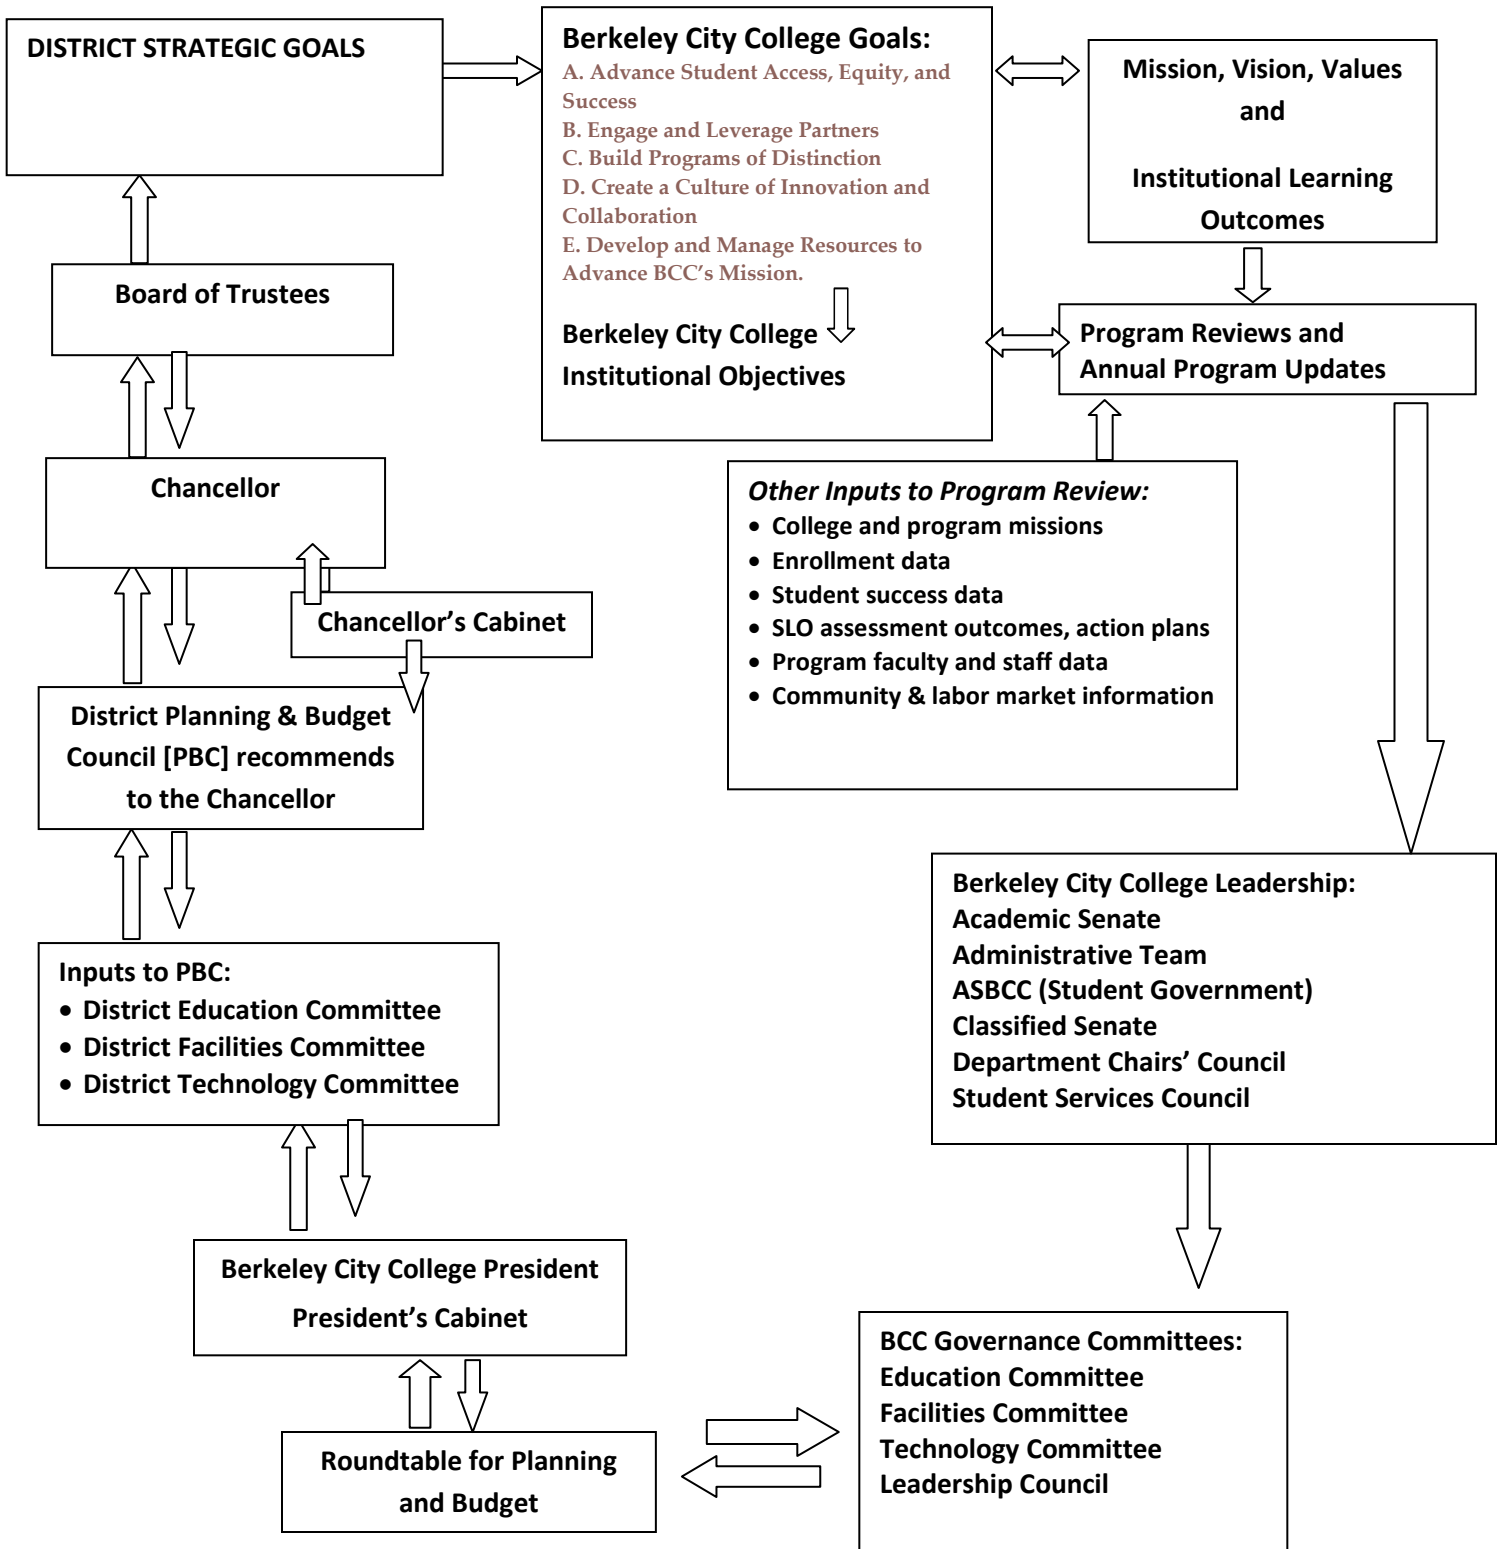 DISTRICT STRATEGIC GOALS
Berkeley City College Goals:
A. Advance Student Access, Equity, and
Success
B. Engage and Leverage Partners
C. Build Programs of Distinction
D. Create a Culture of Innovation and
Collaboration
E. Develop and Manage Resources to
Advance BCC’s Mission.
Berkeley City College
Institutional Objectives
Mission, Vision, Values
and
Institutional Learning
Outcomes
Program Reviews and
Annual Program Updates
Other Inputs to Program Review:
• College and program missions
• Enrollment data
• Student success data
• SLO assessment outcomes, action plans
• Program faculty and staff data
• Community & labor market information
Board of Trustees
Chancellor
Chancellor’s Cabinet
District Planning & Budget
Council [PBC] recommends
to the Chancellor
Inputs to PBC:
• District Education Committee
• District Facilities Committee
• District Technology Committee
Berkeley City College President
President’s Cabinet
Roundtable for Planning
and Budget
Berkeley City College Leadership:
Academic Senate
Administrative Team
ASBCC (Student Government)
Classified Senate
Department Chairs’ Council
Student Services Council
BCC Governance Committees:
Education Committee
Facilities Committee
Technology Committee
Leadership Council